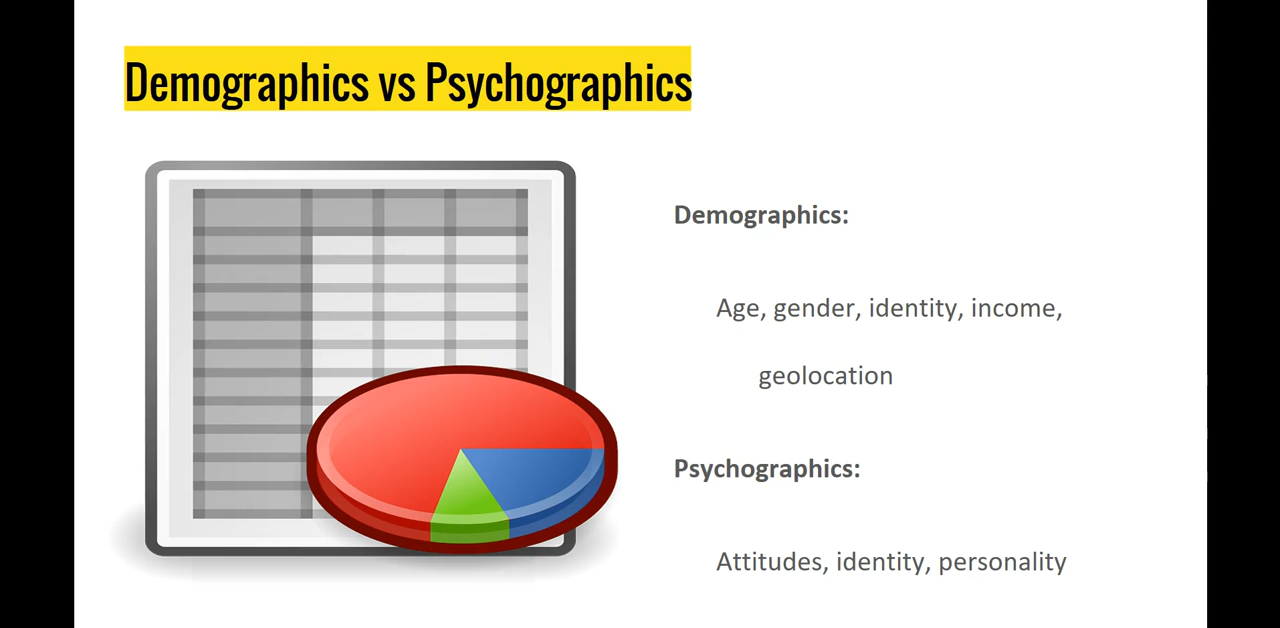 Demographics vs Psychographics
Demographics:
Age, gender, identity, income,
geolocation
Psychographics:
Attitudes, identity, personality